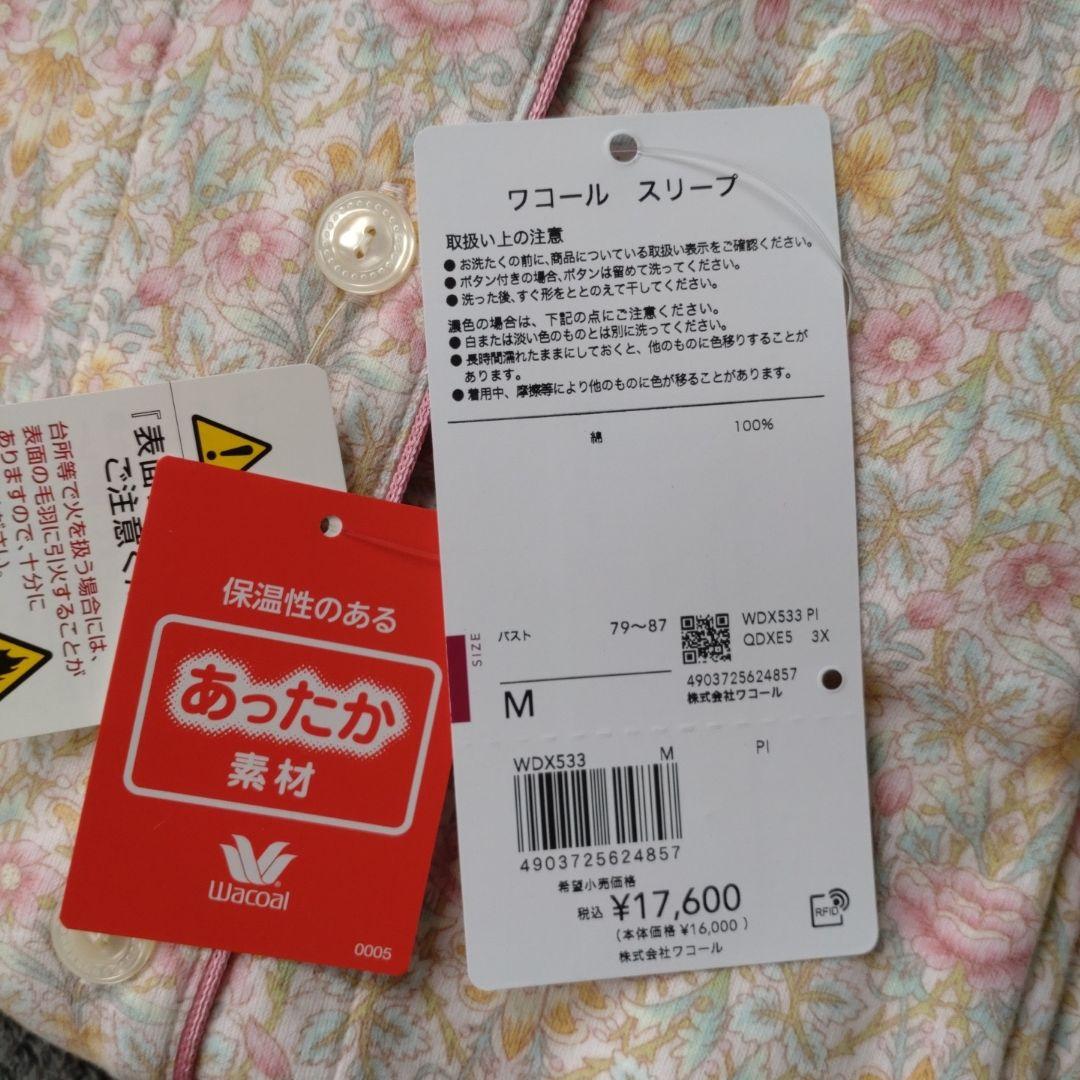 ワコール スリープ
取扱い上の注意
●お洗たくの前に、商品についている取扱い表示をご確認ください。
●ボタン付きの場合、ボタンは留めて洗ってください。
●洗った後、すぐ形をととのえて干してください。
濃色の場合は、下記の点にご注意ください。
●白または淡い色のものとは別に洗ってください。
●長時間濡れたままにしておくと、他のものに色移りすることが
あります。
●着用中、摩擦等により他のものに色が移ることがあります。
綿 100%
SIZE
バスト 79〜87
M
WDX533 PI
QDXE5 3X
4903725624857
株式会社ワコール
WDX533 M PI
4903725624857
希望小売価格
税込 ¥17,600
(本体価格 ¥16,000 )
株式会社ワコール
RFID
保温性のある
あったか
素材
Wacoal
0005
『表面
ご注意く
台所等で火を扱う場合には、
表面の毛羽に引火することが
ありますので、十分に
ださい。